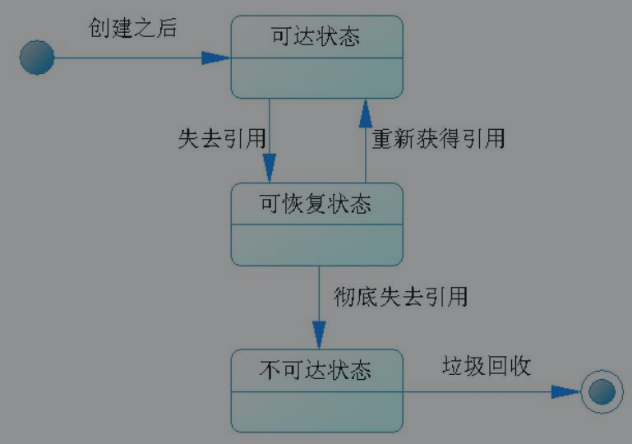 创建之后
可达状态
失去引用
重新获得引用
可恢复状态
彻底失去引用
不可达状态
垃圾回收